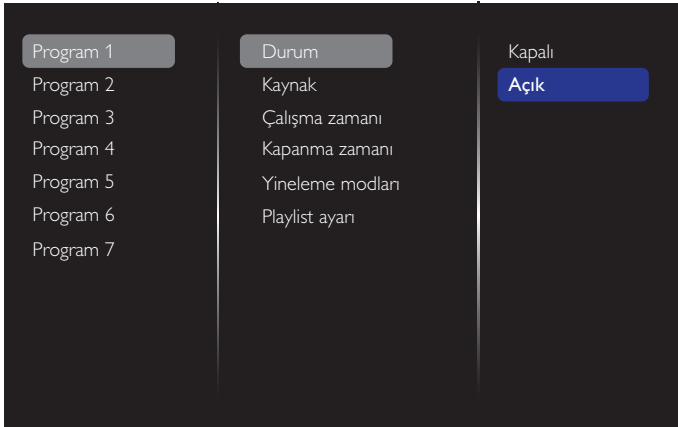 Program 1
Program 2
Program 3
Program 4
Program 5
Program 6
Program 7
Durum
Kaynak
Çalışma zamanı
Kapanma zamanı
Yineleme modları
Playlist ayarı
Kapalı
Açık